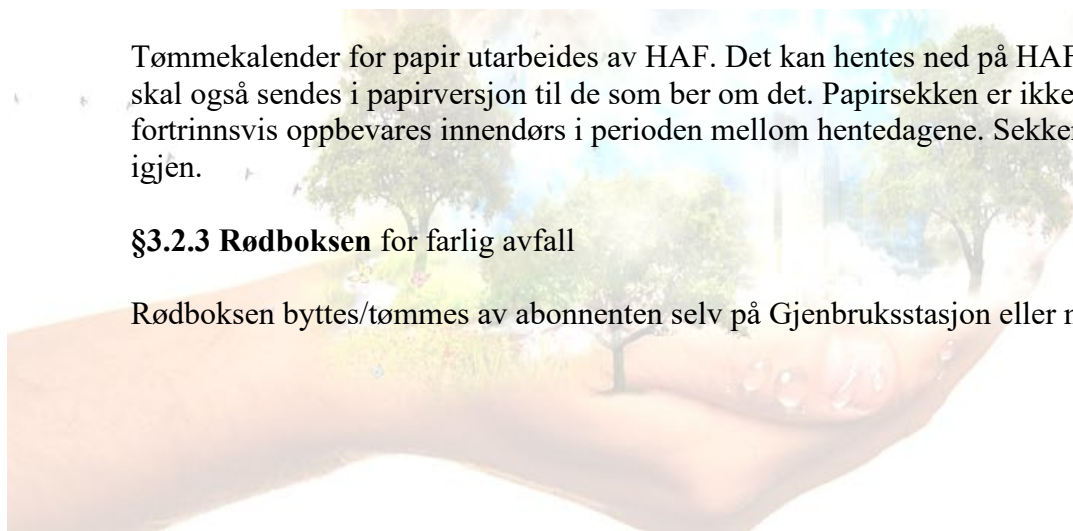 Tømmekalender for papir utarbeides av HAF. Det kan hentes ned på HAF
skal også sendes i papirversjon til de som ber om det. Papirsekken er ikke
fortrinnsvis oppbevares innendørs i perioden mellom hentedagene. Sekken
igjen.
§3.2.3 Rødboksen for farlig avfall
Rødboksen byttes/tømmes av abonnenten selv på Gjenbruksstasjon eller